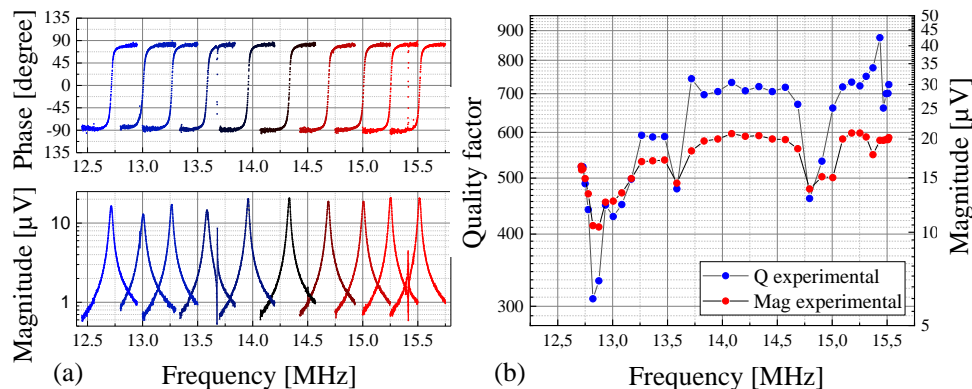 Phase [degree]
135
90
45
0
-45
-90
135
12.5 13.0 13.5 14.0 14.5 15.0 15.5
Magnitude [µ V]
10
1
12.5 13.0 13.5 14.0 14.5 15.0 15.5
(a) Frequency [MHz]
Quality factor
900
800
700
600
500
400
300
Magnitude [µV]
50
45
40
35
30
25
20
15
10
5
Q experimental
Mag experimental
12,5 13,0 13,5 14,0 14,5 15,0 15,5
(b) Frequency [MHz]